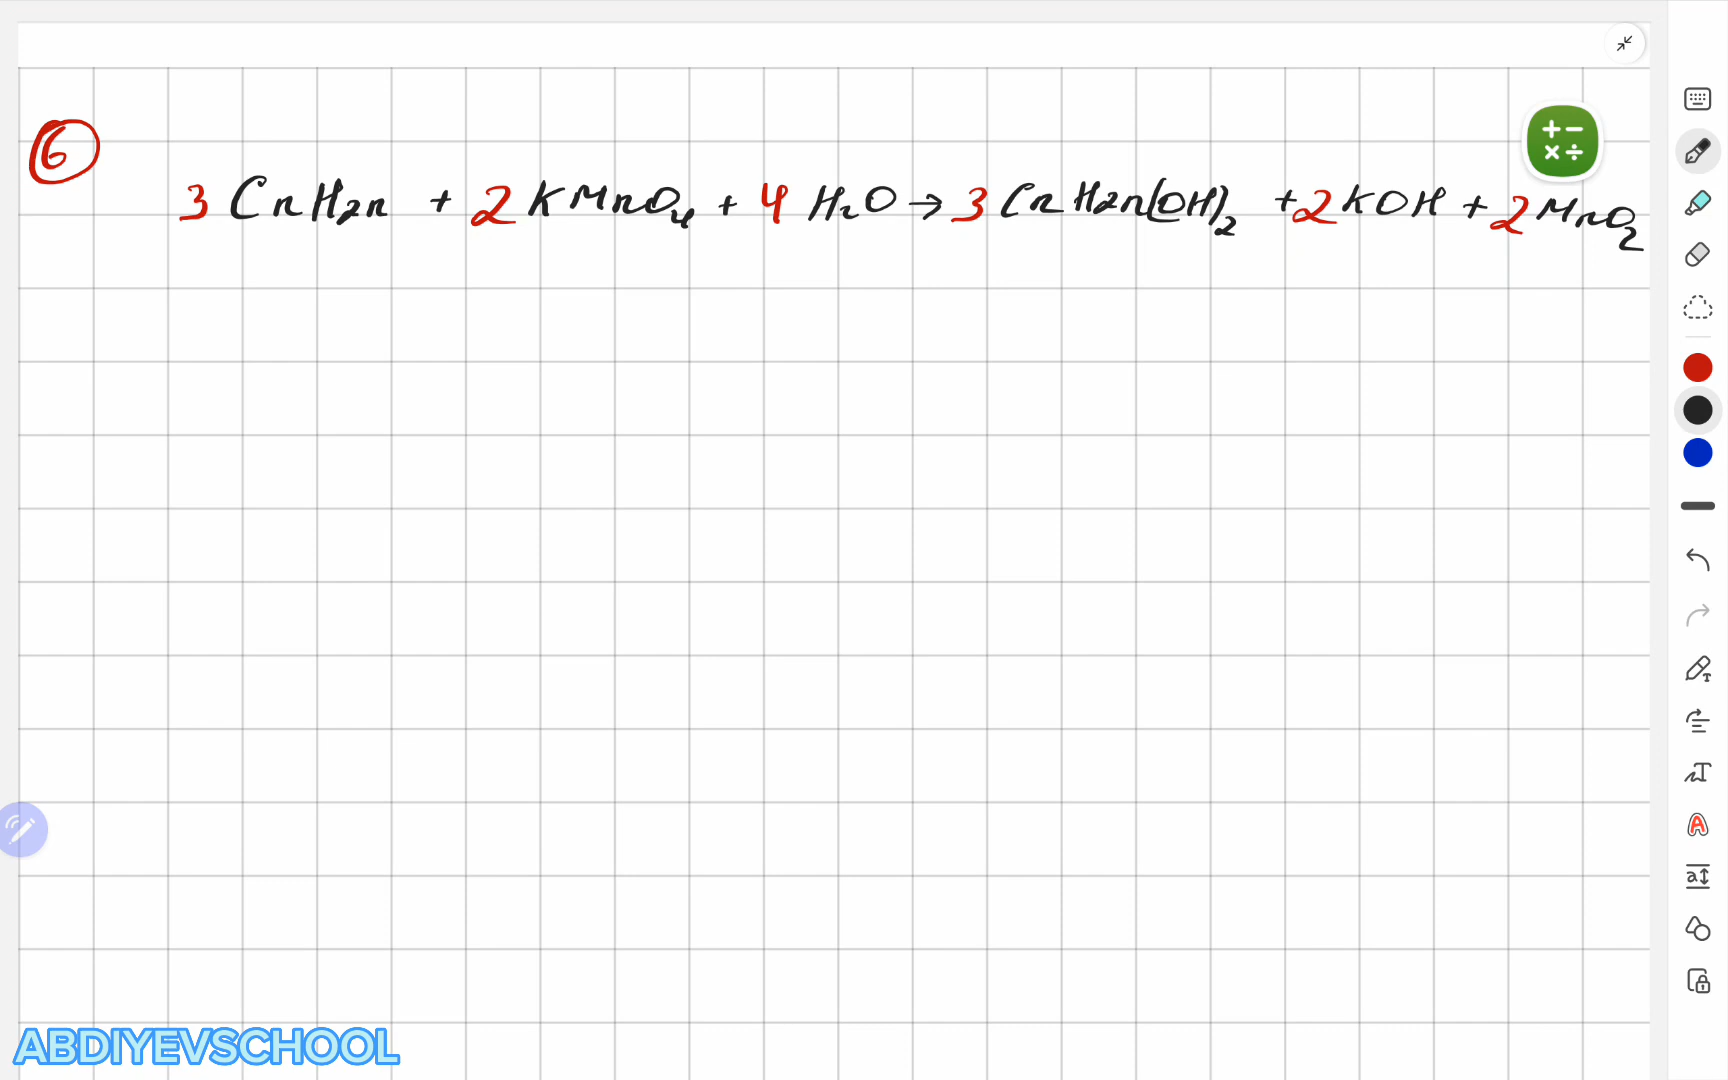 6
3 CnH2n + 2 KMnO4 + 4 H2O → 3 CnH2n(OH)2 + 2 KOH + 2 MnO2
ABDIYEVSCHOOL